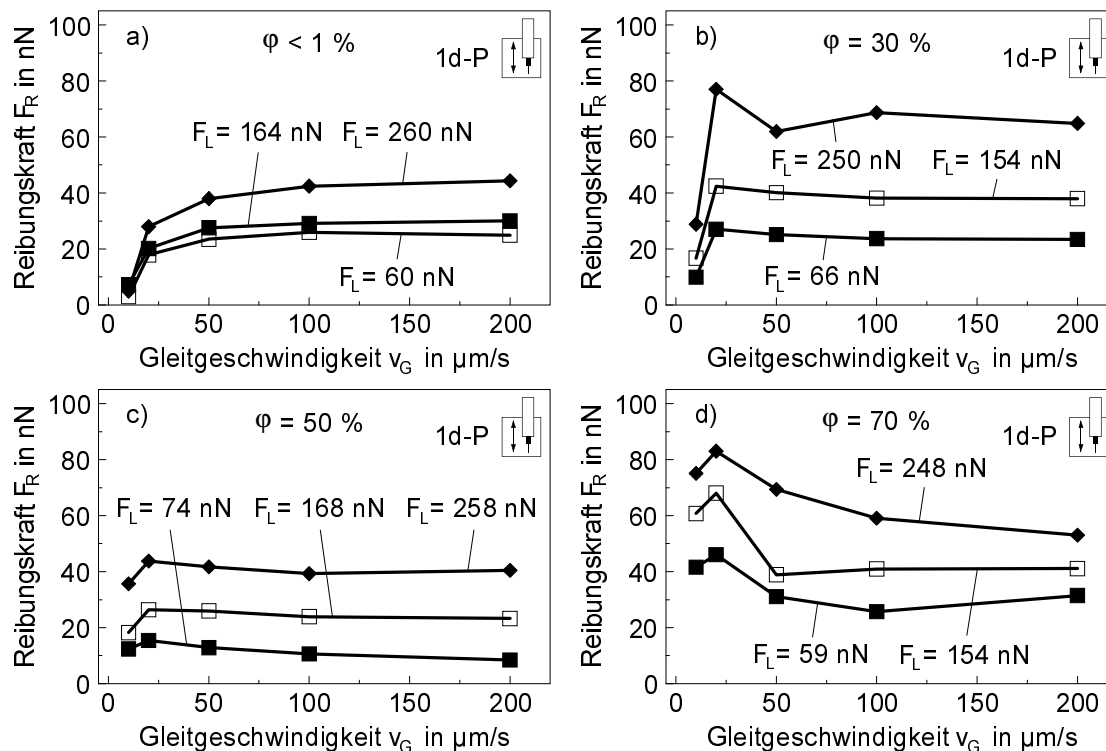 Reibungskraft F_R in nN
100
80
60
40
20
0
a)
φ < 1 %
1d-P
F_L = 164 nN
F_L = 260 nN
F_L = 60 nN
0 50 100 150 200
Gleitgeschwindigkeit v_G in µm/s
Reibungskraft F_R in nN
100
80
60
40
20
0
b)
φ = 30 %
1d-P
F_L = 250 nN
F_L = 154 nN
F_L = 66 nN
0 50 100 150 200
Gleitgeschwindigkeit v_G in µm/s
Reibungskraft F_R in nN
100
80
60
40
20
0
c)
φ = 50 %
1d-P
F_L = 74 nN
F_L = 168 nN
F_L = 258 nN
0 50 100 150 200
Gleitgeschwindigkeit v_G in µm/s
Reibungskraft F_R in nN
100
80
60
40
20
0
d)
φ = 70 %
1d-P
F_L = 248 nN
F_L = 59 nN
F_L = 154 nN
0 50 100 150 200
Gleitgeschwindigkeit v_G in µm/s